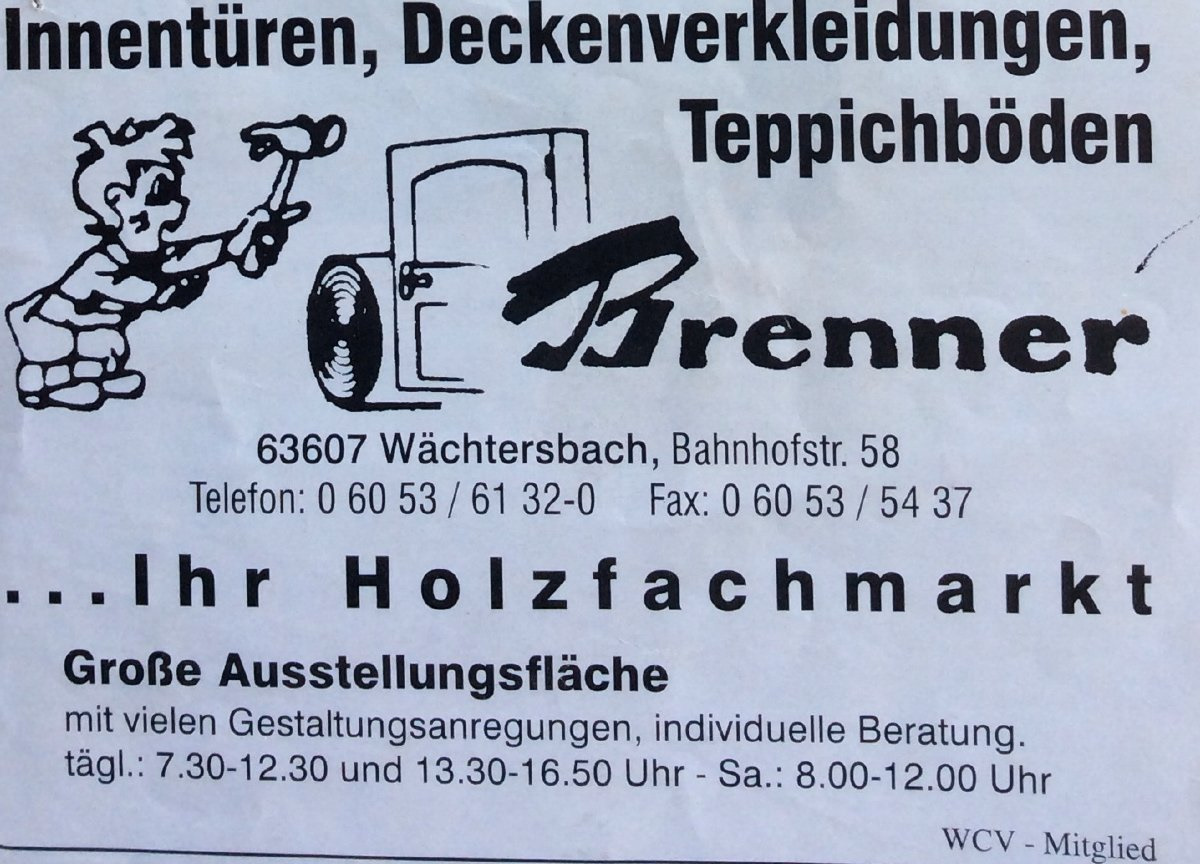 Innentüren, Deckenverkleidungen,
Teppichböden
Brenner
63607 Wächtersbach, Bahnhofstr. 58
Telefon: 0 60 53 / 61 32-0 Fax: 0 60 53 / 54 37
...Ihr Holzfachmarkt
Große Ausstellungsfläche
mit vielen Gestaltungsanregungen, individuelle Beratung.
tägl.: 7.30-12.30 und 13.30-16.50 Uhr - Sa.: 8.00-12.00 Uhr
WCV - Mitglied